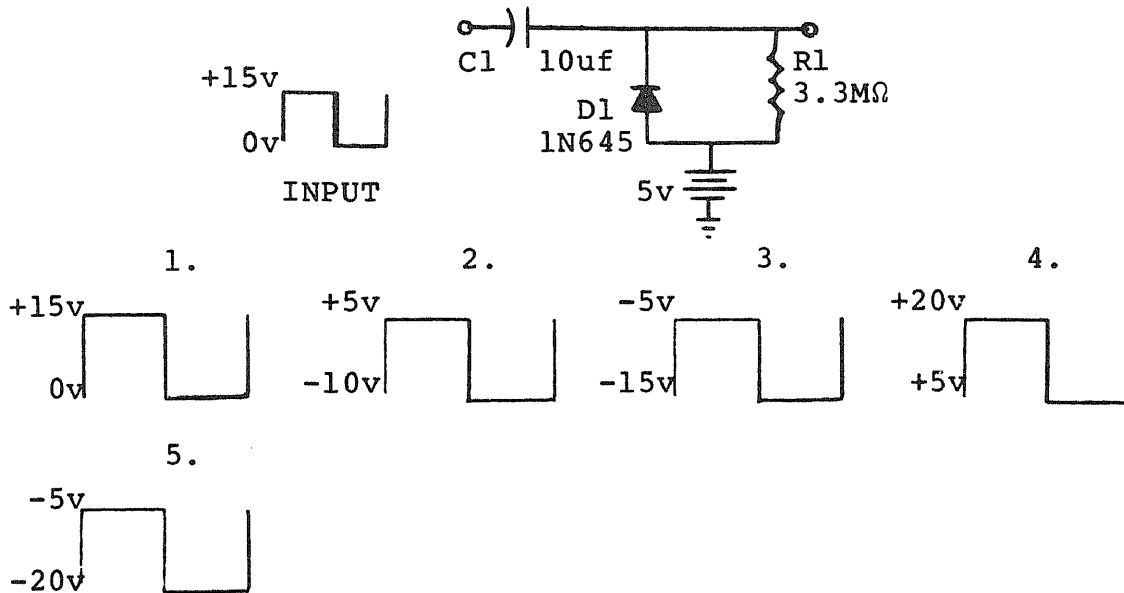 C1 10uf
R1
3.3MΩ
D1
1N645
5v
+15v
0v
INPUT
1.
2.
3.
4.
+15v
0v
+5v
-10v
-5v
-15v
+20v
+5v
5.
-5v
-20v